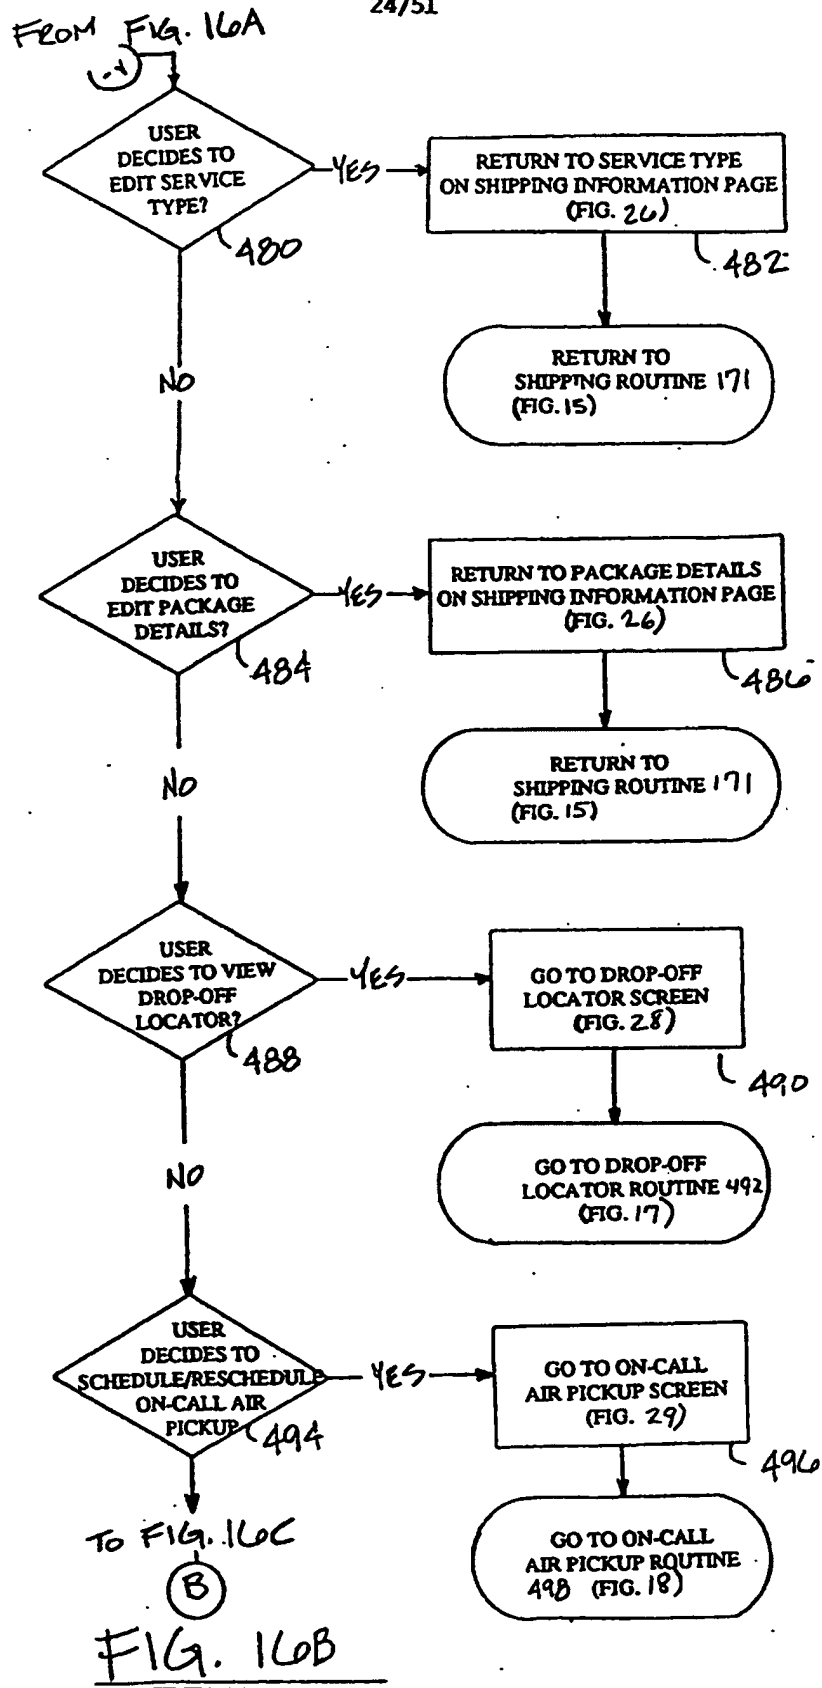 24/51
FROM FIG. 16A
USER
DECIDES TO
EDIT SERVICE
TYPE?
480
YES
RETURN TO SERVICE TYPE
ON SHIPPING INFORMATION PAGE
(FIG. 26)
482
RETURN TO
SHIPPING ROUTINE 171
(FIG. 15)
NO
USER
DECIDES TO
EDIT PACKAGE
DETAILS?
484
YES
RETURN TO PACKAGE DETAILS
ON SHIPPING INFORMATION PAGE
(FIG. 26)
486
RETURN TO
SHIPPING ROUTINE 171
(FIG. 15)
NO
USER
DECIDES TO VIEW
DROP-OFF
LOCATOR?
488
YES
GO TO DROP-OFF
LOCATOR SCREEN
(FIG. 28)
490
GO TO DROP-OFF
LOCATOR ROUTINE 492
(FIG. 17)
NO
USER
DECIDES TO
SCHEDULE/RESCHEDULE
ON-CALL AIR
PICKUP
494
YES
GO TO ON-CALL
AIR PICKUP SCREEN
(FIG. 29)
496
GO TO ON-CALL
AIR PICKUP ROUTINE
498 (FIG. 18)
TO FIG. 16C
B
FIG. 16B